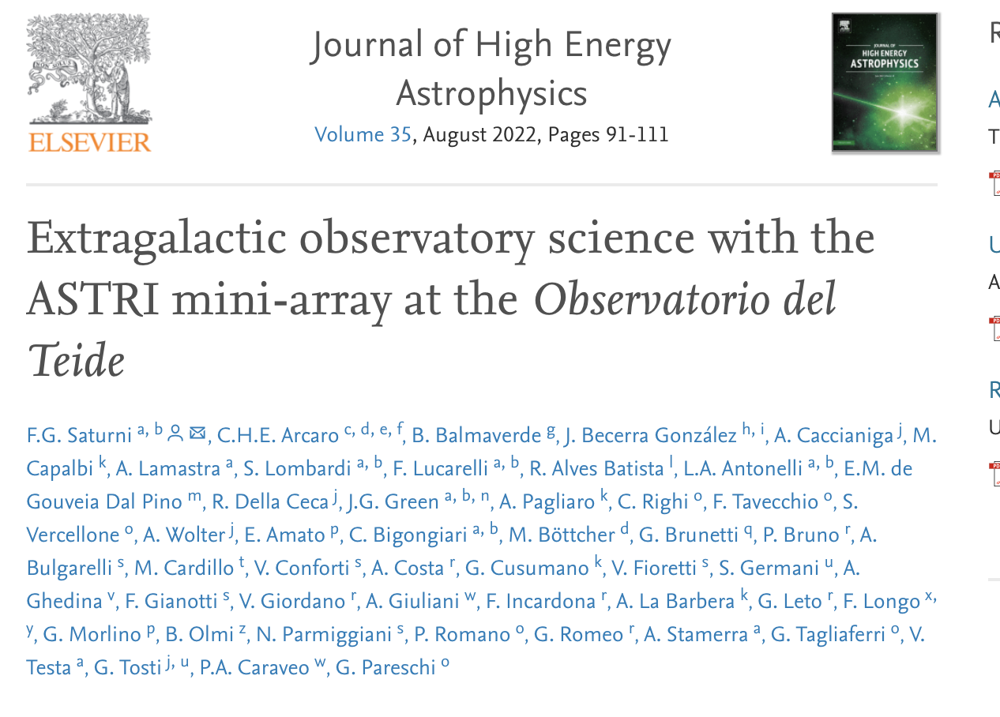 ELSEVIER
Journal of High Energy
Astrophysics
Volume 35, August 2022, Pages 91-111
JOURNAL OF
HIGH ENERGY
ASTROPHYSICS
Extragalactic observatory science with the
ASTRI mini-array at the Observatorio del
Teide
F.G. Saturni a, b, C.H.E. Arcaro c, d, e, f, B. Balmaverde g, J. Becerra González h, i, A. Caccianiga j, M.
Capalbi k, A. Lamastra a, S. Lombardi a, b, F. Lucarelli a, b, R. Alves Batista l, L.A. Antonelli a, b, E.M. de
Gouveia Dal Pino m, R. Della Ceca j, J.G. Green a, b, n, A. Pagliaro k, C. Righi o, F. Tavecchio o, S.
Vercellone o, A. Wolter j, E. Amato p, C. Bigongiari a, b, M. Böttcher d, G. Brunetti q, P. Bruno r, A.
Bulgarelli s, M. Cardillo t, V. Conforti s, A. Costa r, G. Cusumano k, V. Fioretti s, S. Germani u, A.
Ghedina v, F. Gianotti s, V. Giordano r, A. Giuliani w, F. Incardona r, A. La Barbera k, G. Leto r, F. Longo x,
y, G. Morlino p, B. Olmi z, N. Parmiggiani s, P. Romano o, G. Romeo r, A. Stamerra a, G. Tagliaferri o, V.
Testa a, G. Tosti j, u, P.A. Caraveo w, G. Pareschi o